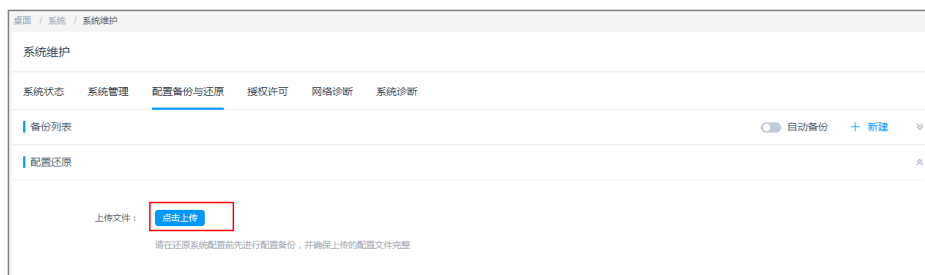 桌面 / 系统 / 系统维护
系统维护
系统状态 系统管理 配置备份与还原 授权许可 网络诊断 系统诊断
备份列表 自动备份 + 新建
配置还原
上传文件： 点击上传
请在还原系统配置前先进行配置备份，并确保上传的配置文件完整